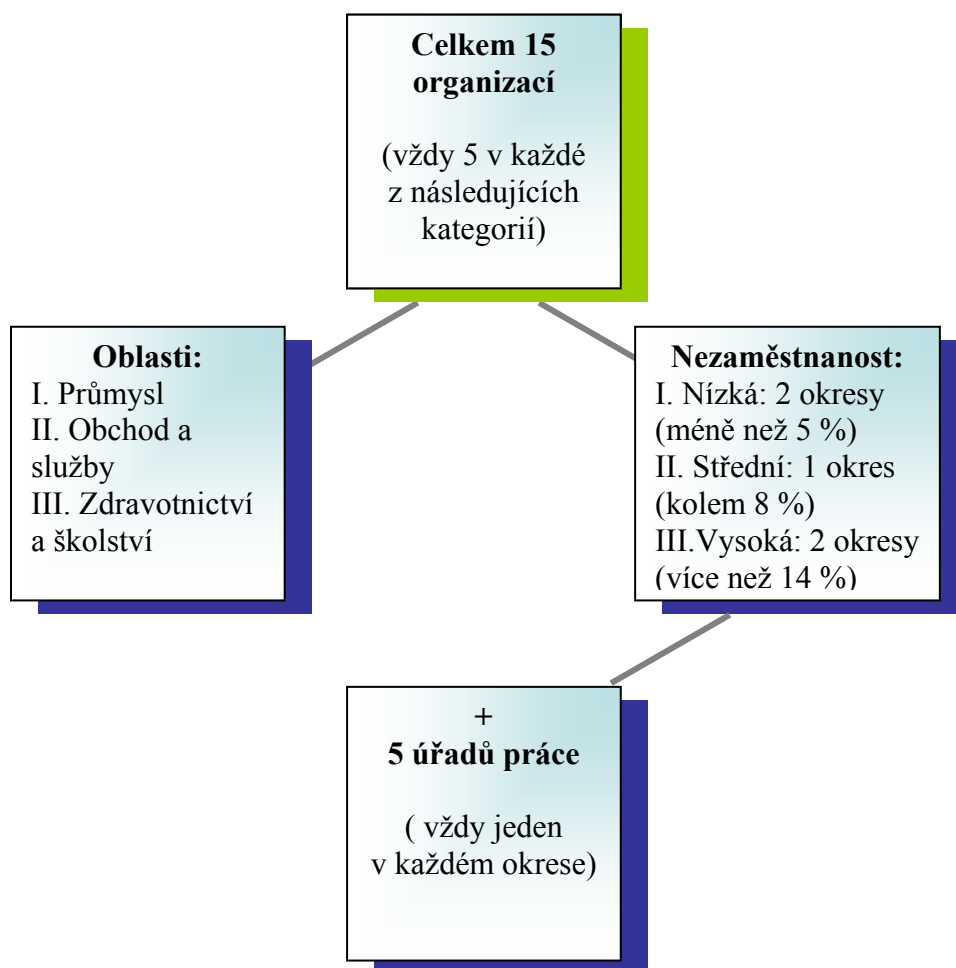 Celkem 15
organizací
(vždy 5 v každé
z následujících
kategorií)
Oblasti:
I. Průmysl
II. Obchod a
služby
III. Zdravotnictví
a školství
Nezaměstnanost:
I. Nízká: 2 okresy
(méně než 5 %)
II. Střední: 1 okres
(kolem 8 %)
III.Vysoká: 2 okresy
(více než 14 %)
+
5 úřadů práce
( vždy jeden
v každém okrese)